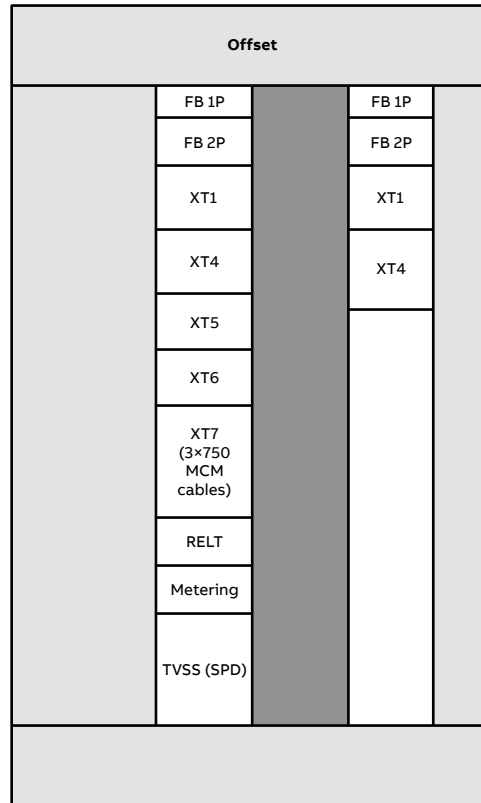 Offset
FB 1P
FB 2P
XT1
XT4
XT5
XT6
XT7
(3×750
MCM
cables)
RELT
Metering
TVSS (SPD)
FB 1P
FB 2P
XT1
XT4